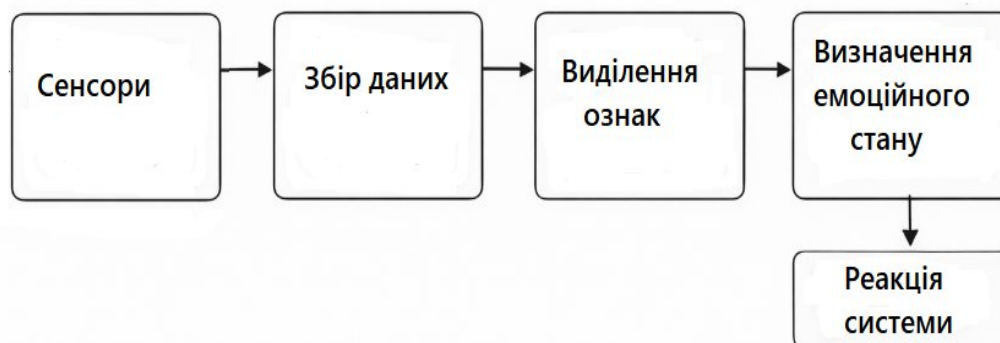 Сенсори
Збір даних
Виділення
ознак
Визначення
емоційного
стану
Реакція
системи